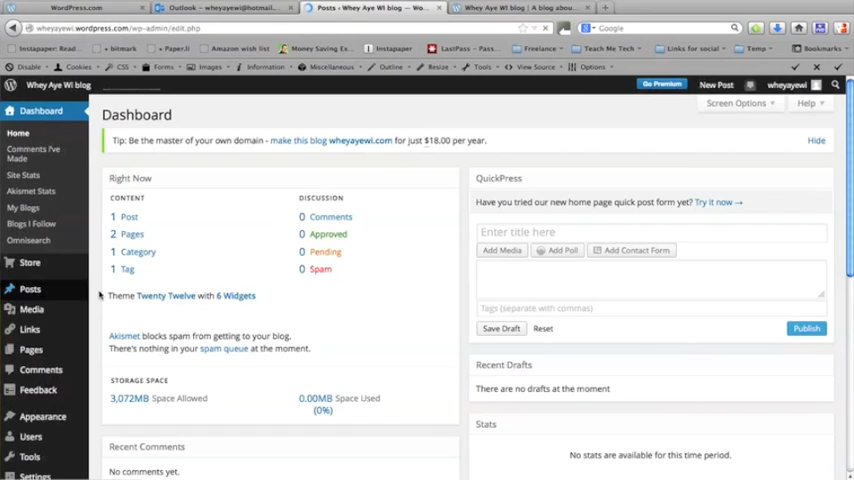 WordPress.com
Outlook – wheyayewi@hotmail....
Posts ‹ Whey Aye WI blog — Wo...
Whey Aye WI blog | A blog abou...
wheyayewi.wordpress.com/wp-admin/edit.php
Google
Instapaper: Read...
+ bitmark
+ Paper.li
Amazon wish list
Money Saving Ex...
Instapaper
LastPass – Pass...
Freelance
Teach Me Tech
Links for social
Temp
Bookmarks
Disable
Cookies
CSS
Forms
Images
Information
Miscellaneous
Outline
Resize
Tools
View Source
Options
Whey Aye WI blog
Go Premium
New Post
wheyayewi
Dashboard
Home
Comments I've
Made
Site Stats
Akismet Stats
My Blogs
Blogs I Follow
Omnisearch
Store
Posts
Media
Links
Pages
Comments
Feedback
Appearance
Users
Tools
Settings
Screen Options
Help
Dashboard
Tip: Be the master of your own domain - make this blog wheyayewi.com for just $18.00 per year.
Hide
Right Now
CONTENT
DISCUSSION
1 Post
0 Comments
2 Pages
0 Approved
1 Category
0 Pending
1 Tag
0 Spam
Theme Twenty Twelve with 6 Widgets
Akismet blocks spam from getting to your blog.
There's nothing in your spam queue at the moment.
STORAGE SPACE
3,072MB Space Allowed
0.00MB Space Used
(0%)
Recent Comments
No comments yet.
QuickPress
Have you tried our new home page quick post form yet? Try it now →
Enter title here
Add Media
Add Poll
Add Contact Form
Tags (separate with commas)
Save Draft
Reset
Publish
Recent Drafts
There are no drafts at the moment
Stats
No stats are available for this time period.